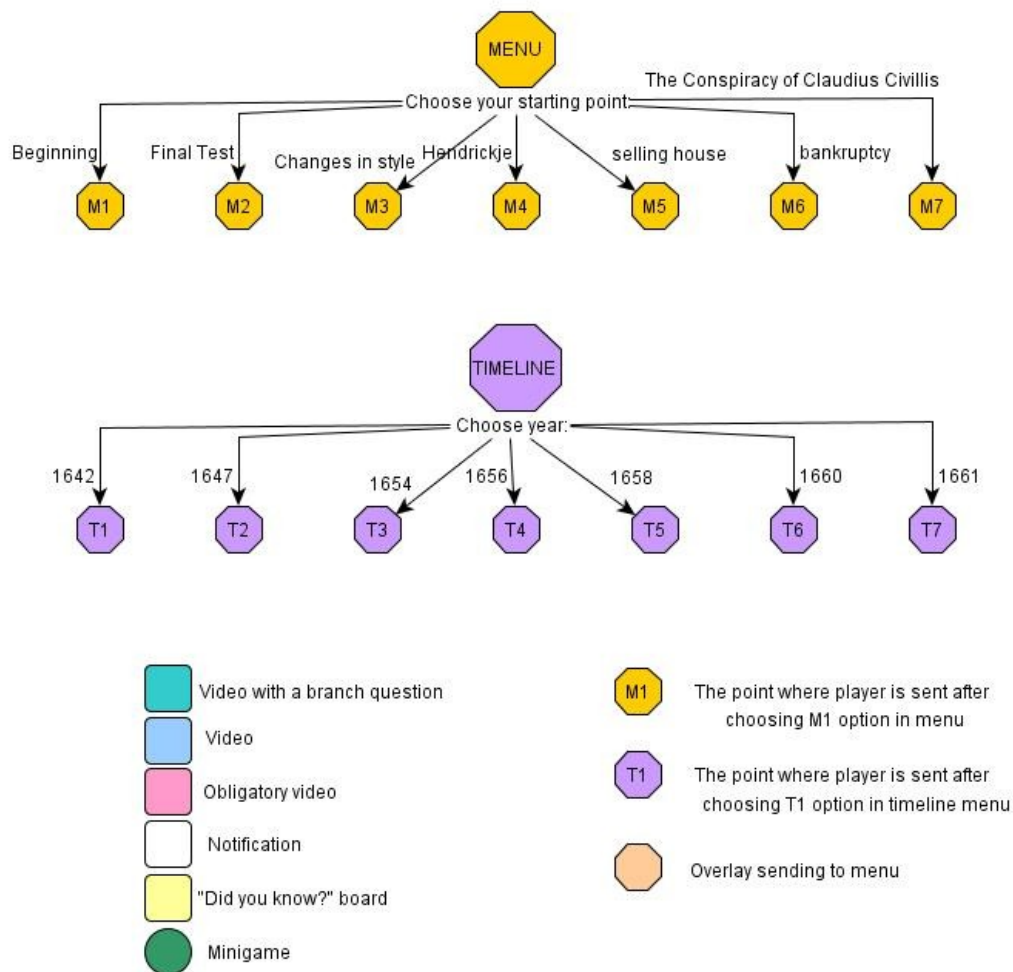 MENU
The Conspiracy of Claudius Civillis
Choose your starting point:
Beginning
Final Test
Changes in style
Hendrickje
selling house
bankruptcy
M1
M2
M3
M4
M5
M6
M7
TIMELINE
Choose year:
1642
1647
1654
1656
1658
1660
1661
T1
T2
T3
T4
T5
T6
T7
Video with a branch question
Video
Obligatory video
Notification
"Did you know?" board
Minigame
M1
The point where player is sent after
choosing M1 option in menu
T1
The point where player is sent after
choosing T1 option in timeline menu
Overlay sending to menu